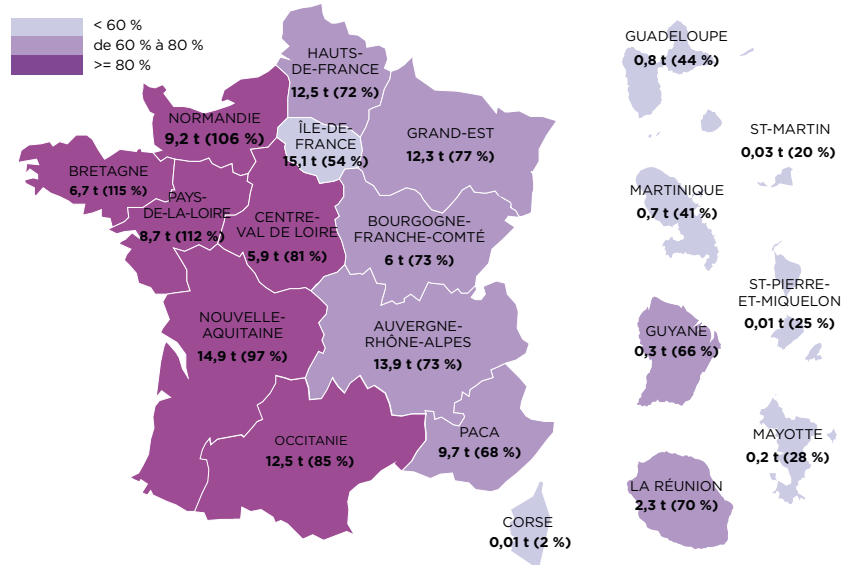 < 60 %
de 60 % à 80 %
>= 80 %
HAUTS-
DE-FRANCE
12,5 t (72 %)
NORMANDIE
9,2 t (106 %)
ÎLE-DE-
FRANCE
15,1 t (54 %)
GRAND-EST
12,3 t (77 %)
BRETAGNE
6,7 t (115 %)
PAYS-
DE-LA-LOIRE
8,7 t (112 %)
CENTRE-
VAL DE LOIRE
5,9 t (81 %)
BOURGOGNE-
FRANCHE-COMTÉ
6 t (73 %)
NOUVELLE-
AQUITAINE
14,9 t (97 %)
AUVERGNE-
RHÔNE-ALPES
13,9 t (73 %)
OCCITANIE
12,5 t (85 %)
PACA
9,7 t (68 %)
CORSE
0,01 t (2 %)
GUADELOUPE
0,8 t (44 %)
ST-MARTIN
0,03 t (20 %)
MARTINIQUE
0,7 t (41 %)
ST-PIERRE-
ET-MIQUELON
0,01 t (25 %)
GUYANE
0,3 t (66 %)
MAYOTTE
0,2 t (28 %)
LA RÉUNION
2,3 t (70 %)